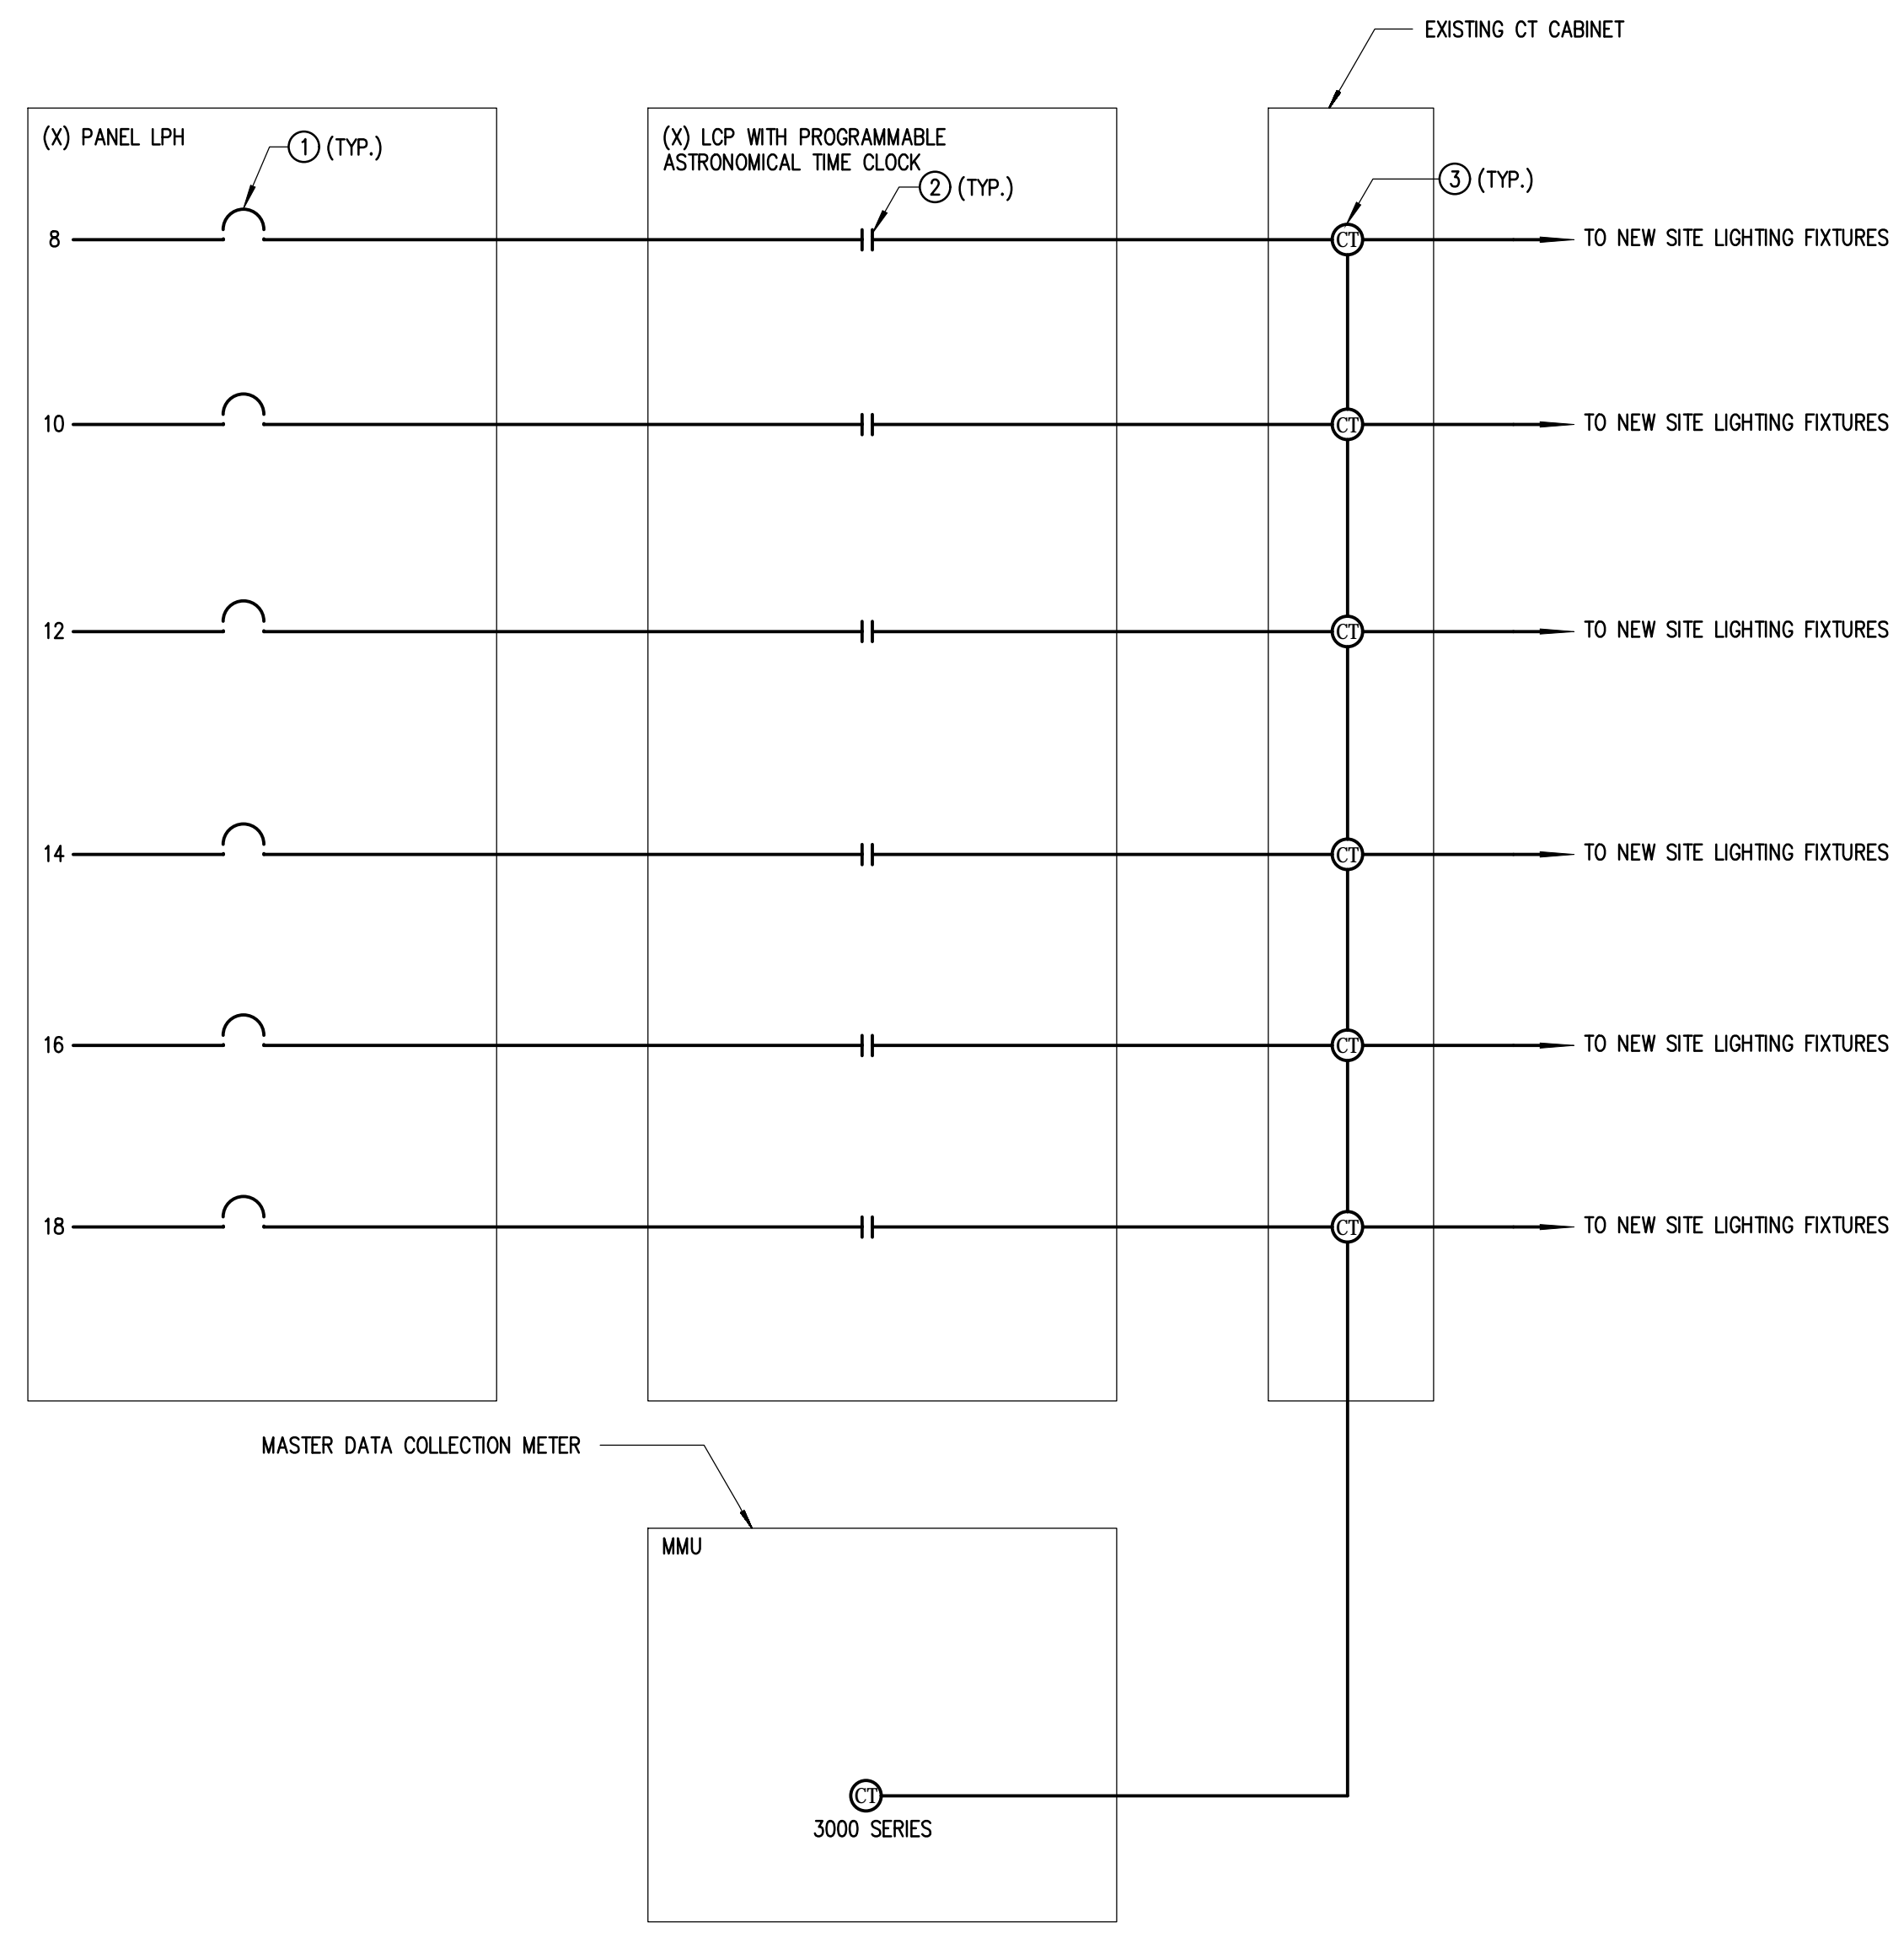 EXISTING CT CABINET
(X) PANEL LPH
1 (TYP.)
(X) LCP WITH PROGRAMMABLE
ASTRONOMICAL TIME CLOCK
2 (TYP.)
3 (TYP.)
8
CT
TO NEW SITE LIGHTING FIXTURES
10
CT
TO NEW SITE LIGHTING FIXTURES
12
CT
TO NEW SITE LIGHTING FIXTURES
14
CT
TO NEW SITE LIGHTING FIXTURES
16
CT
TO NEW SITE LIGHTING FIXTURES
18
CT
TO NEW SITE LIGHTING FIXTURES
MASTER DATA COLLECTION METER
MMU
CT
3000 SERIES